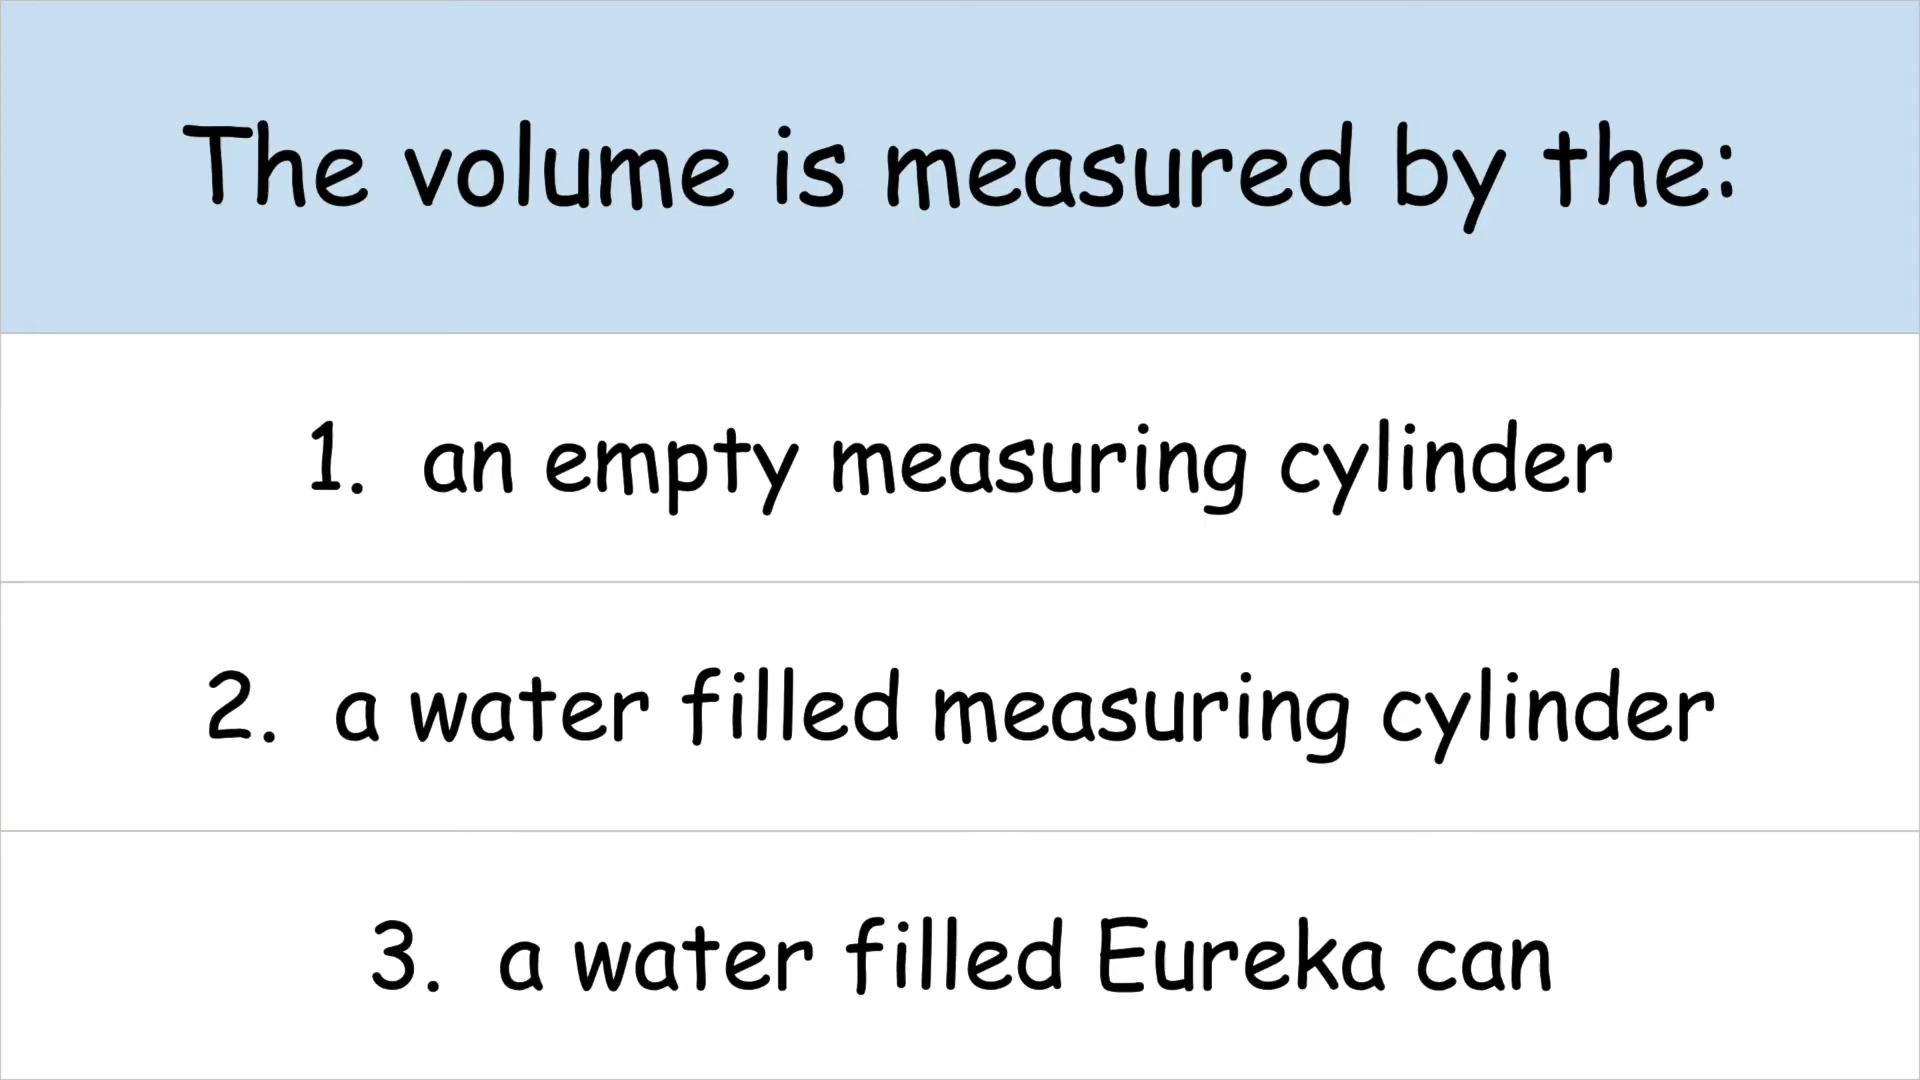 The volume is measured by the:
1. an empty measuring cylinder
2. a water filled measuring cylinder
3. a water filled Eureka can